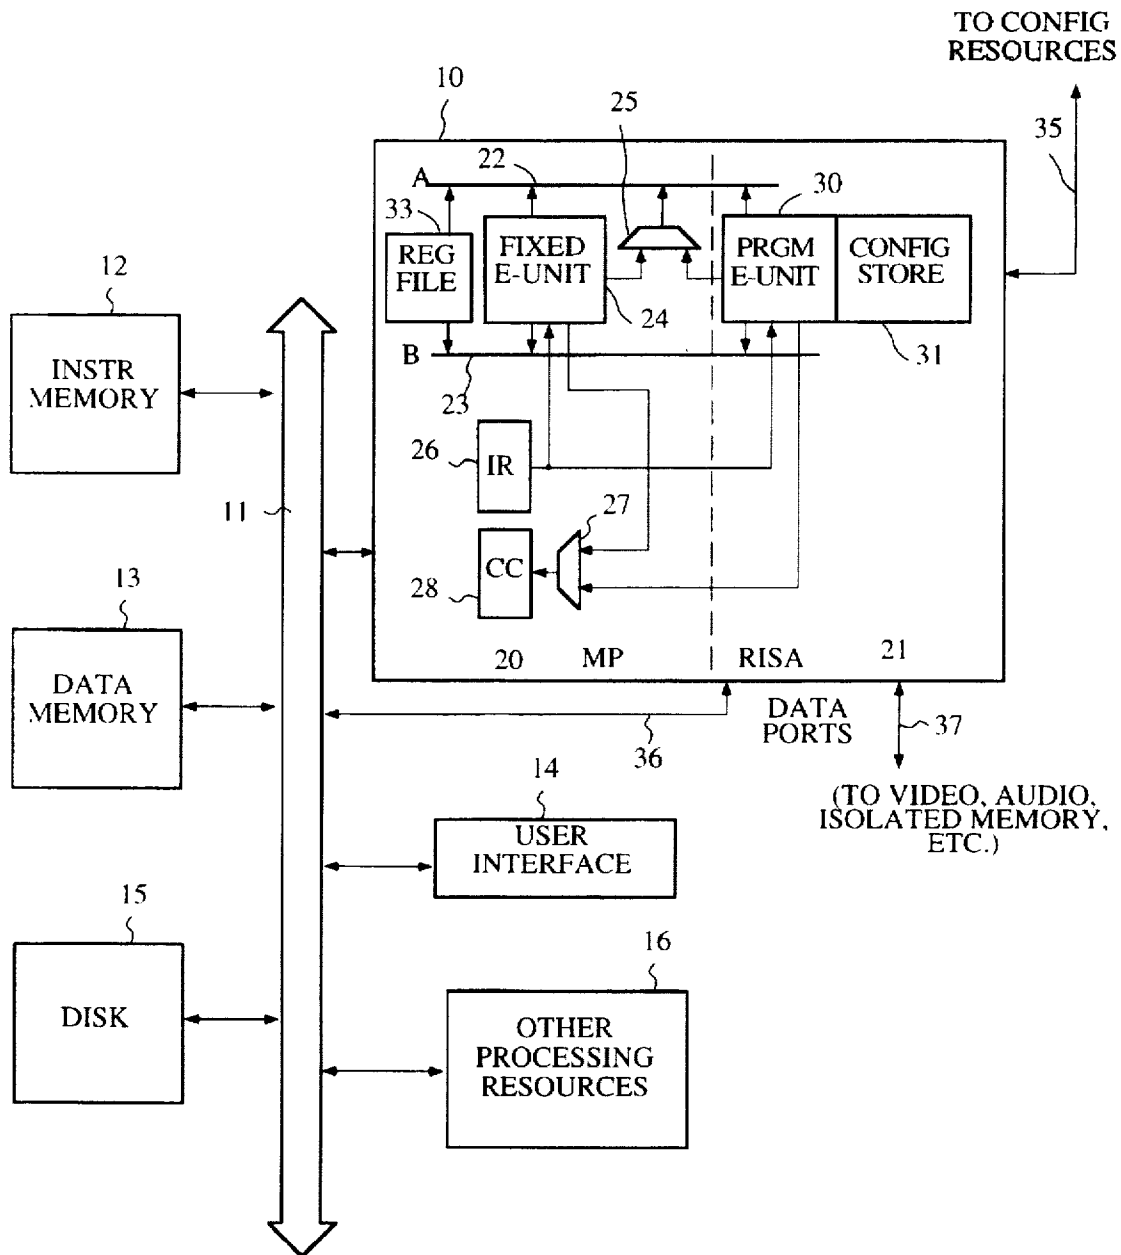 TO CONFIG
RESOURCES
10
25
35
A
22
33
30
REG
FILE
FIXED
E-UNIT
PRGM
E-UNIT
CONFIG
STORE
12
24
31
B
23
INSTR
MEMORY
26
IR
11
27
28
CC
13
20
MP
RISA
21
DATA
MEMORY
DATA
PORTS
36
37
14
(TO VIDEO, AUDIO,
ISOLATED MEMORY,
ETC.)
USER
INTERFACE
15
16
DISK
OTHER
PROCESSING
RESOURCES